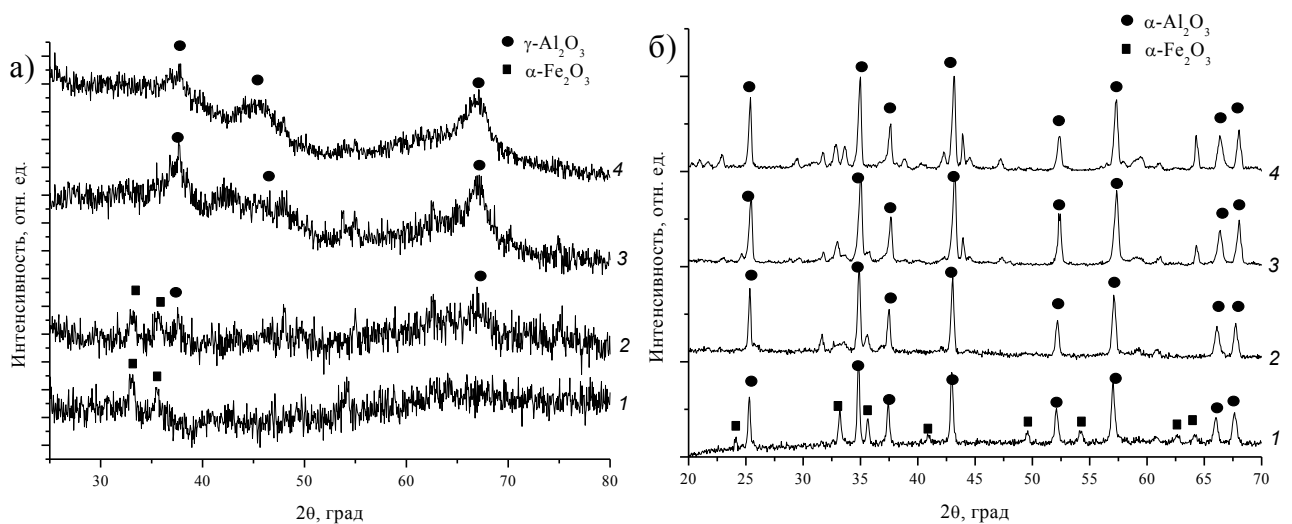 а)
γ-Al₂O₃
α-Fe₂O₃
4
3
2
1
Интенсивность, отн. ед.
30 40 50 60 70 80
2θ, град
б)
α-Al₂O₃
α-Fe₂O₃
4
3
2
1
Интенсивность, отн. ед.
20 25 30 35 40 45 50 55 60 65 70
2θ, град